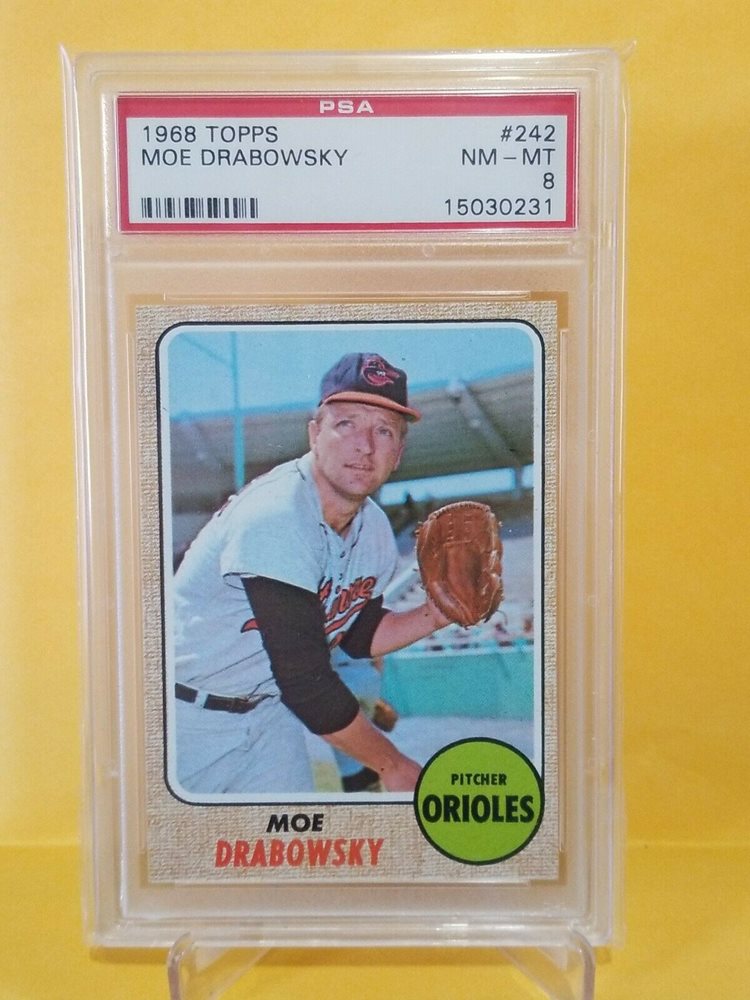 PSA
1968 TOPPS #242
MOE DRABOWSKY NM - MT
8
15030231
PITCHER
ORIOLES
MOE
DRABOWSKY